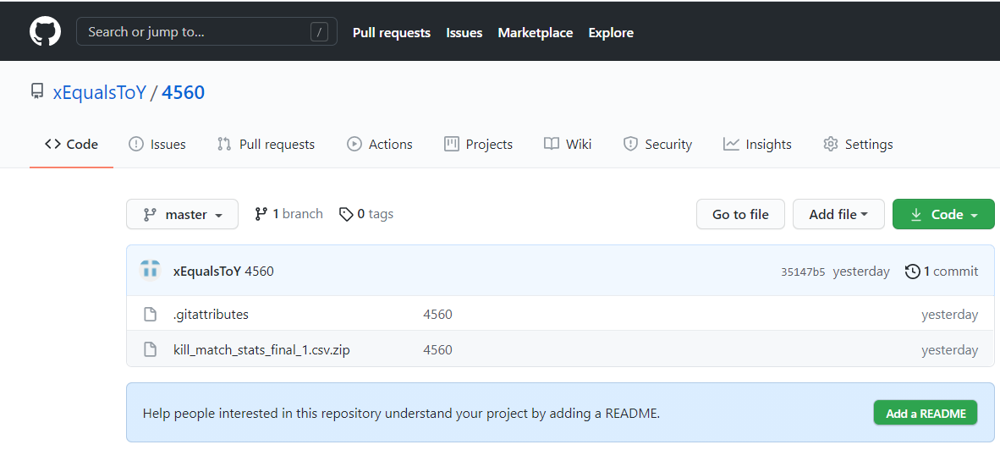 Search or jump to... / Pull requests Issues Marketplace Explore
xEqualsToY / 4560
<> Code Issues Pull requests Actions Projects Wiki Security Insights Settings
master 1 branch 0 tags Go to file Add file Code
xEqualsToY 4560 35147b5 yesterday 1 commit
.gitattributes 4560 yesterday
kill_match_stats_final_1.csv.zip 4560 yesterday
Help people interested in this repository understand your project by adding a README. Add a README